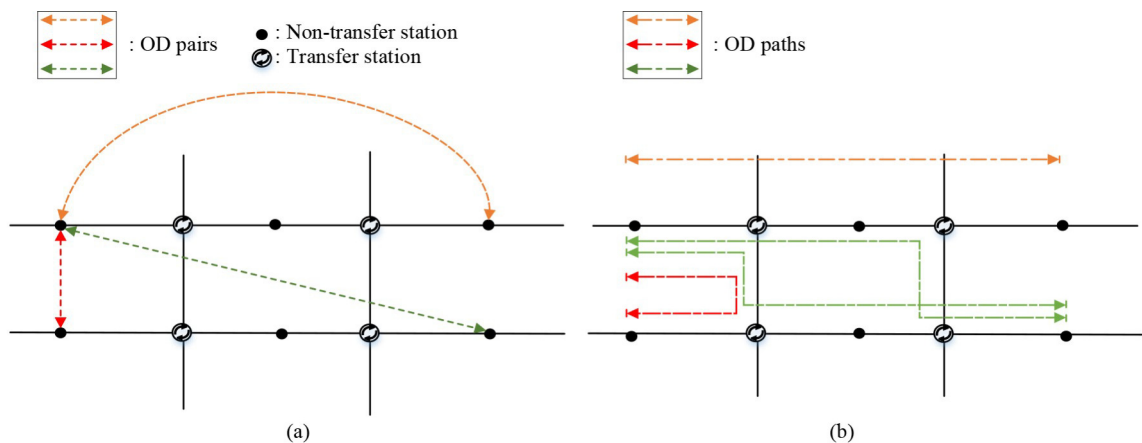 : OD pairs
: Non-transfer station
: Transfer station
: OD paths
(a)
(b)